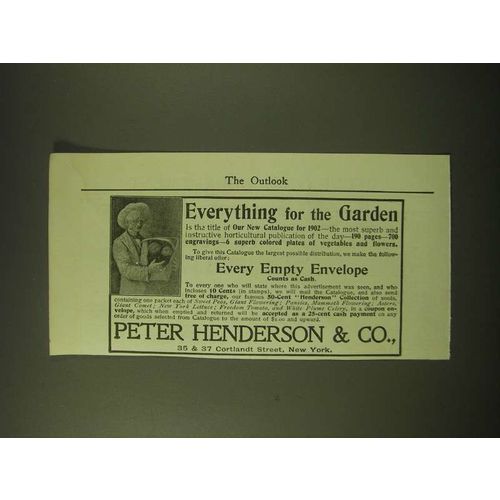 The Outlook
Everything for the Garden
Is the title of Our New Catalogue for 1902—the most superb and
instructive horticultural publication of the day—190 pages—700
engravings—6 superb colored plates of vegetables and flowers.
To give this Catalogue the largest possible distribution, we make the follow-
ing liberal offer:
Every Empty Envelope
Counts as Cash.
To every one who will state where this advertisement was seen, and who
incloses 10 Cents (in stamps), we will mail the Catalogue, and also send
free of charge, our famous 50-Cent "Henderson" Collection of seeds,
containing one packet each of Sweet Peas, Giant Flowering; Pansies, Mammoth Flowering; Asters,
Giant Comet; New York Lettuce; Freedom Tomato, and White Plume Celery, in a coupon en-
velope, which when emptied and returned will be accepted as a 25-cent cash payment on any
order of goods selected from Catalogue to the amount of $1.00 and upward.
PETER HENDERSON & CO.,
35 & 37 Cortlandt Street, New York.